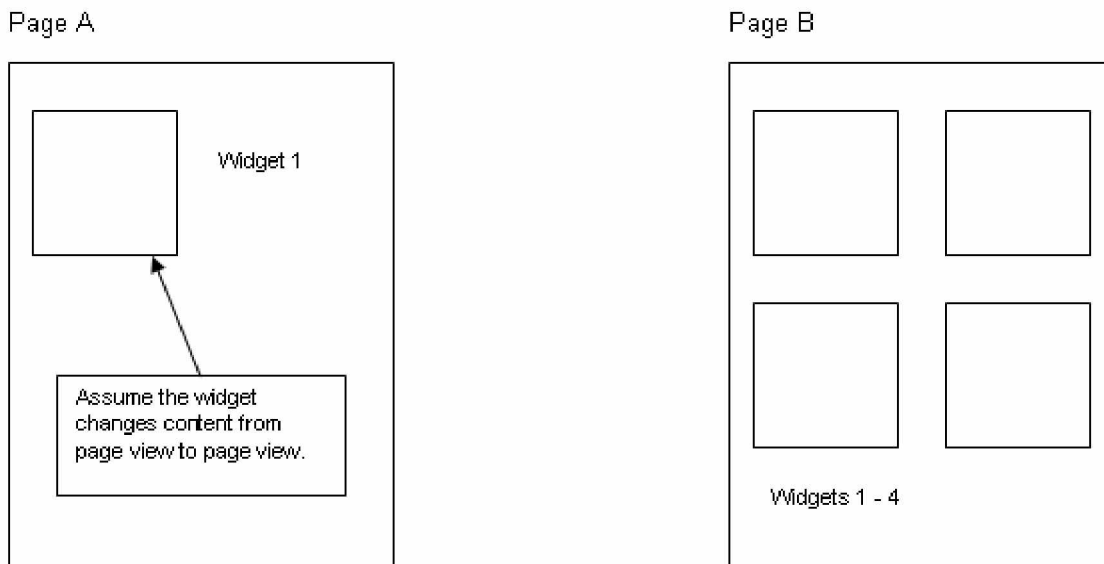 Page A
Page B
Widget 1
Assume the widget
changes content from
page view to page view.
Widgets 1 - 4